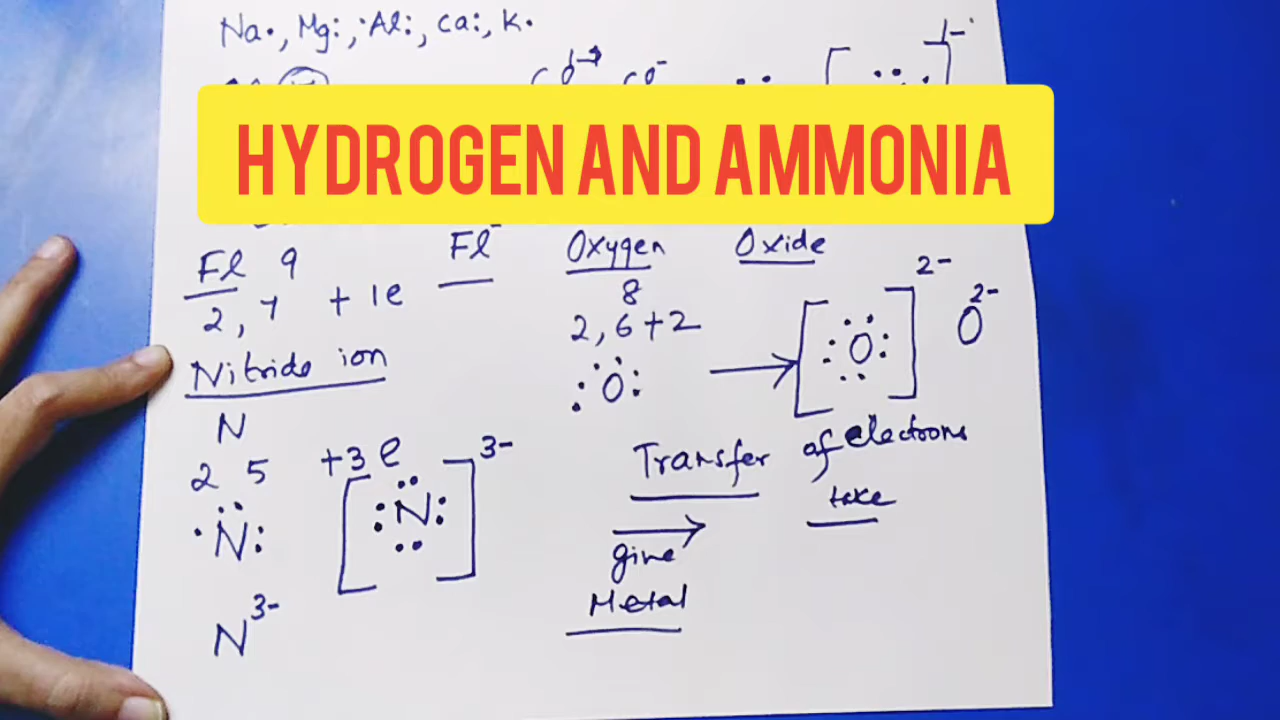 Na•, Mg:, •Al:, Ca:, K•
HYDROGEN AND AMMONIA
Fl 9
2, 7 + 1e
Fl⁻
Oxygen
8
2, 6 + 2
O
Oxide
[O]²⁻ O²⁻
Nitride ion
N
2 5 +3e
N
[N]³⁻
N³⁻
Transfer of electrons
give
take
Metal